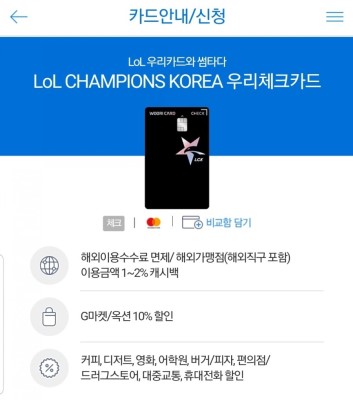 카드안내/신청
LoL 우리카드와 썸타다
LoL CHAMPIONS KOREA 우리체크카드
WOORI CARD CHECK
LCK
체크 mastercard 비교함 담기
해외이용수수료 면제/ 해외가맹점(해외직구 포함)
이용금액 1~2% 캐시백
G마켓/옥션 10% 할인
커피, 디저트, 영화, 어학원, 버거/피자, 편의점/
드러그스토어, 대중교통, 휴대전화 할인